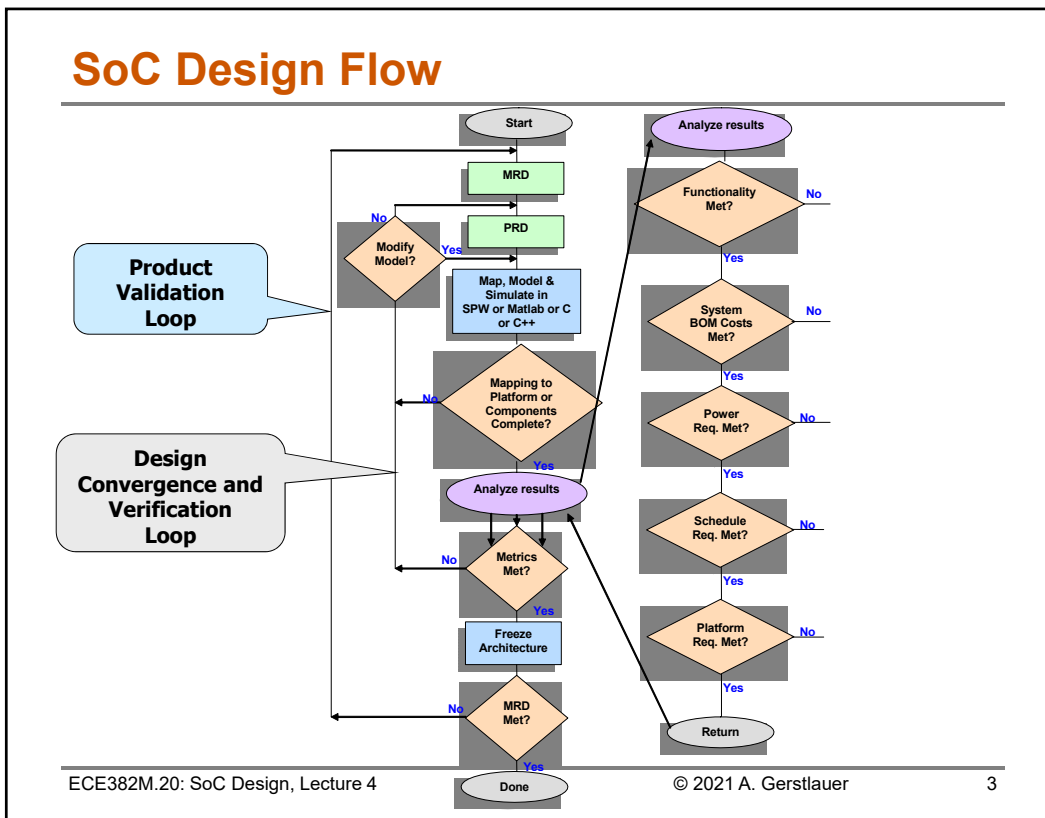 SoC Design Flow
Start
MRD
PRD
No
Modify
Model?
Yes
Map, Model &
Simulate in
SPW or Matlab or C
or C++
Mapping to
Platform or
Components
Complete?
No
Yes
Analyze results
Metrics
Met?
No
Yes
Freeze
Architecture
MRD
Met?
No
Yes
Done
Product
Validation
Loop
Design
Convergence and
Verification
Loop
Analyze results
Functionality
Met?
No
Yes
System
BOM Costs
Met?
No
Yes
Power
Req. Met?
No
Yes
Schedule
Req. Met?
No
Yes
Platform
Req. Met?
No
Yes
Return
ECE382M.20: SoC Design, Lecture 4
© 2021 A. Gerstlauer
3